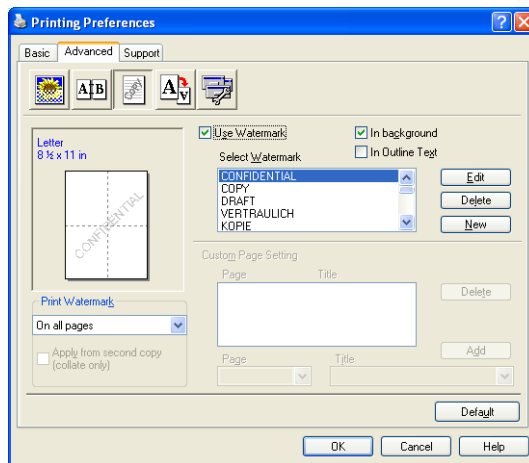 Printing Preferences
Basic
Advanced
Support
A B
COPY
A
V
Letter
8 ½ x 11 in
CONFIDENTIAL
Use Watermark
In background
Select Watermark
In Outline Text
CONFIDENTIAL
COPY
DRAFT
VERTRAULICH
KOPIE
Edit
Delete
New
Print Watermark
On all pages
Apply from second copy
(collate only)
Custom Page Setting
Page
Title
Delete
Add
Page
Title
Default
OK
Cancel
Help